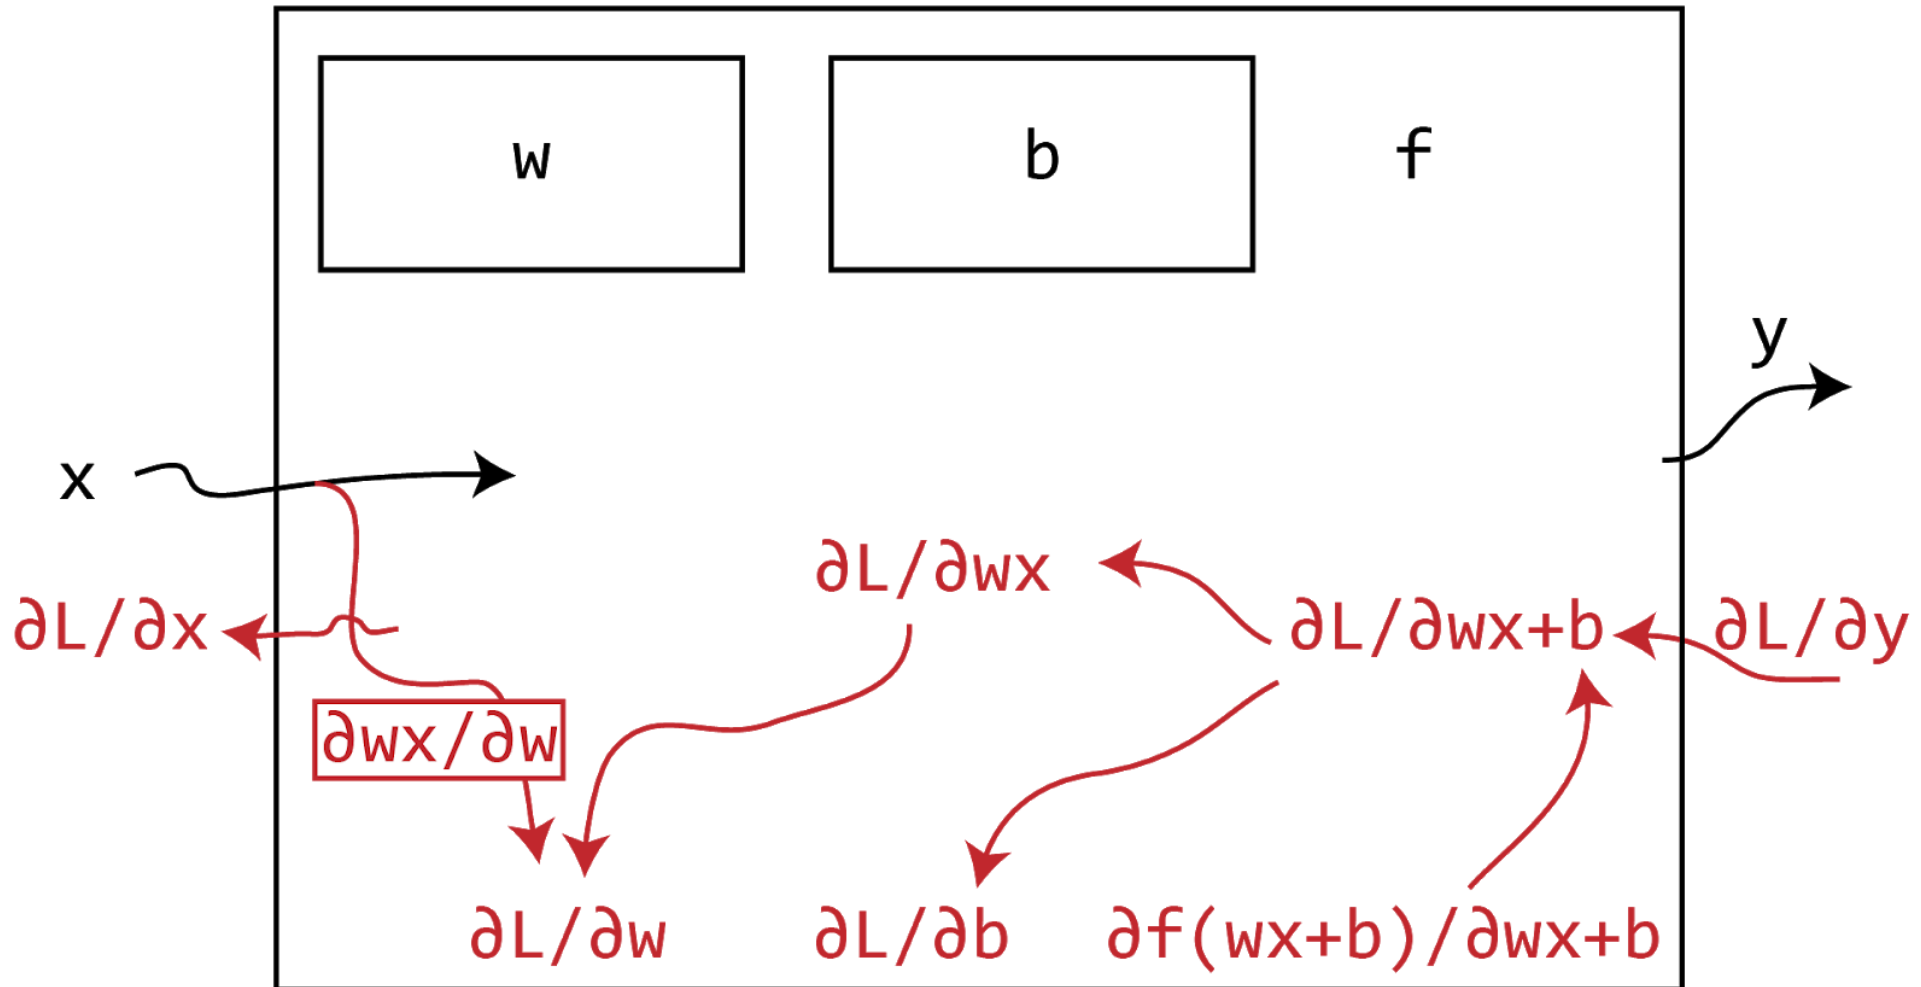 w
b
f
y
x
∂L/∂wx
∂L/∂x
∂L/∂wx+b
∂L/∂y
∂wx/∂w
∂L/∂w
∂L/∂b
∂f(wx+b)/∂wx+b